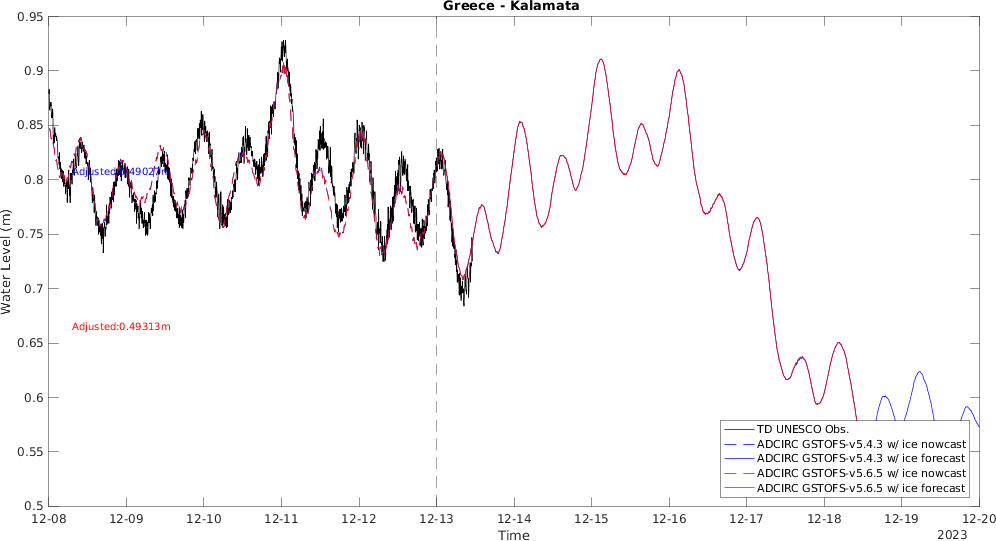 Greece - Kalamata
0.95
0.9
0.85
0.8
0.75
0.7
0.65
0.6
0.55
0.5
Water Level (m)
Adjusted:0.49027m
Adjusted:0.49313m
TD UNESCO Obs.
ADCIRC GSTOFS-v5.4.3 w/ ice nowcast
ADCIRC GSTOFS-v5.4.3 w/ ice forecast
ADCIRC GSTOFS-v5.6.5 w/ ice nowcast
ADCIRC GSTOFS-v5.6.5 w/ ice forecast
12-08 12-09 12-10 12-11 12-12 12-13 12-14 12-15 12-16 12-17 12-18 12-19 12-20
Time
2023